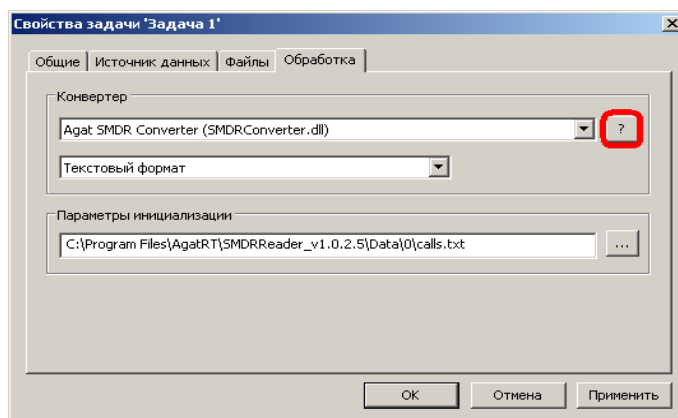 Свойства задачи 'Задача 1'
Общие Источник данных Файлы Обработка
Конвертер
Agat SMDR Converter (SMDRConverter.dll) ?
Текстовый формат
Параметры инициализации
C:\Program Files\AgatRT\SMDRReader_v1.0.2.5\Data\0\calls.txt ...
OK Отмена Применить